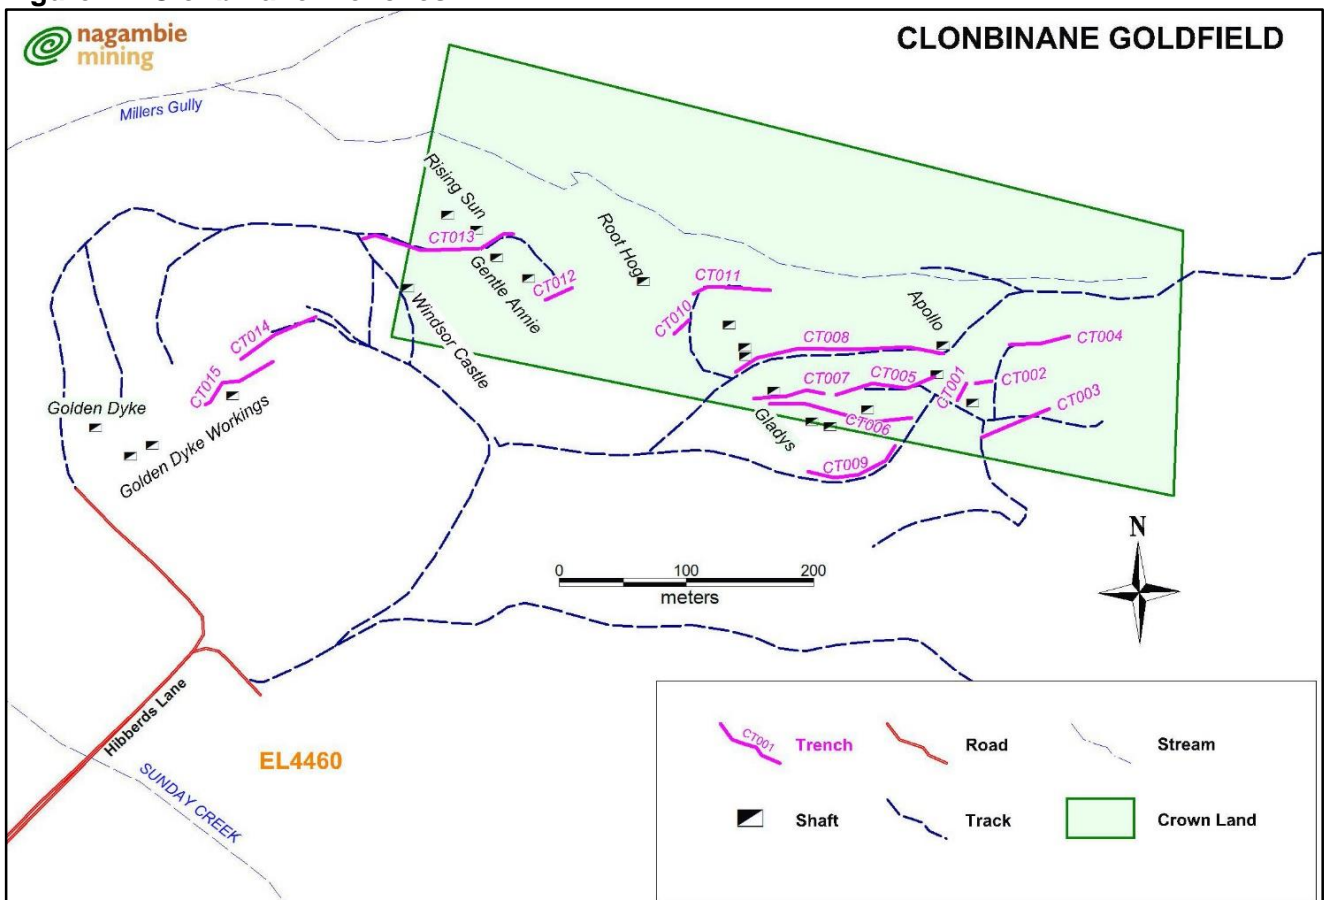 nagambie
mining
CLONBINANE GOLDFIELD
Millers Gully
Rising Sun
Root Hog
CT013
Gentle Annie
CT012
CT011
CT010
Apollo
Windsor Castle
CT014
CT008
CT004
CT015
CT007
CT005
CT001
CT002
CT003
Golden Dyke
Golden Dyke Workings
Gladys
CT006
CT009
N
0 100 200
meters
Hibberds Lane
EL4460
SUNDAY CREEK
CT001
Trench
Road
Stream
Shaft
Track
Crown Land